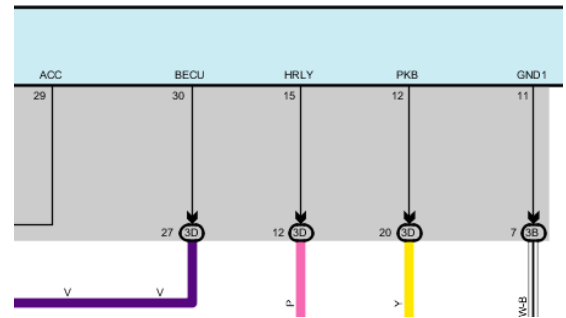 ACC BECU HRLY PKB GND1
29 30 15 12 11
27 3D 12 3D 20 3D 7 3B
V V
P Y W-B